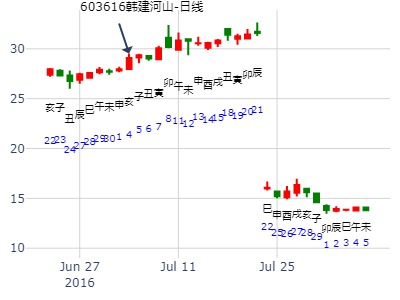 603616韩建河山-日线
30
25
20
15
10
亥子丑辰巳午未申亥子丑寅卯午未申酉戌丑寅卯辰
22 23 24 27 28 29 30 1 4 5 6 7 8 11 12 13 14 15 18 19 20 21
巳申酉戌亥子卯辰巳午未
22 25 26 27 28 29 1 2 3 4 5
Jun 27 Jul 11 Jul 25
2016